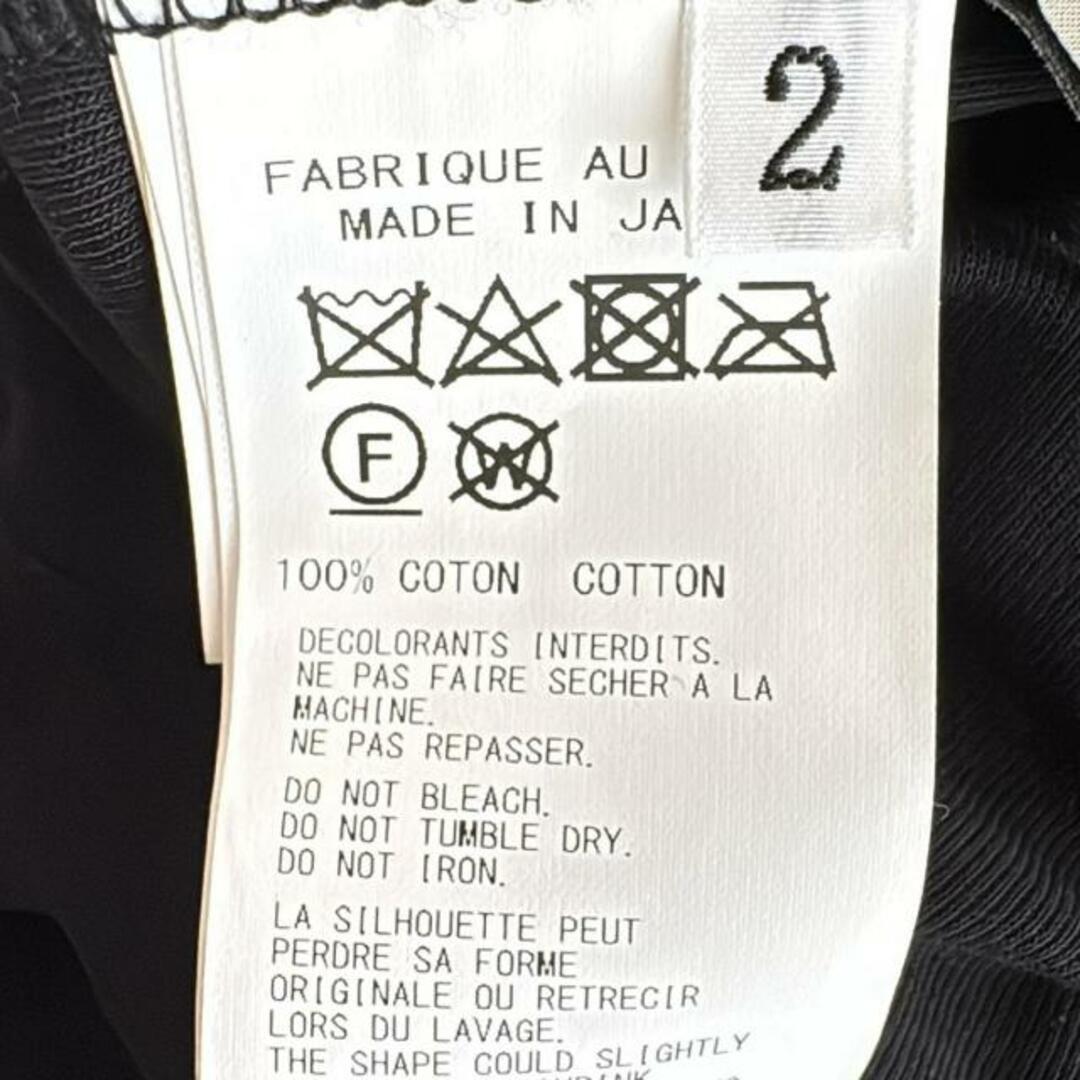 2
FABRIQUE AU
MADE IN JA
F
W
100% COTON COTTON
DECOLORANTS INTERDITS.
NE PAS FAIRE SECHER A LA
MACHINE.
NE PAS REPASSER.
DO NOT BLEACH.
DO NOT TUMBLE DRY.
DO NOT IRON.
LA SILHOUETTE PEUT
PERDRE SA FORME
ORIGINALE OU RETRECIR
LORS DU LAVAGE.
THE SHAPE COULD SLIGHTLY